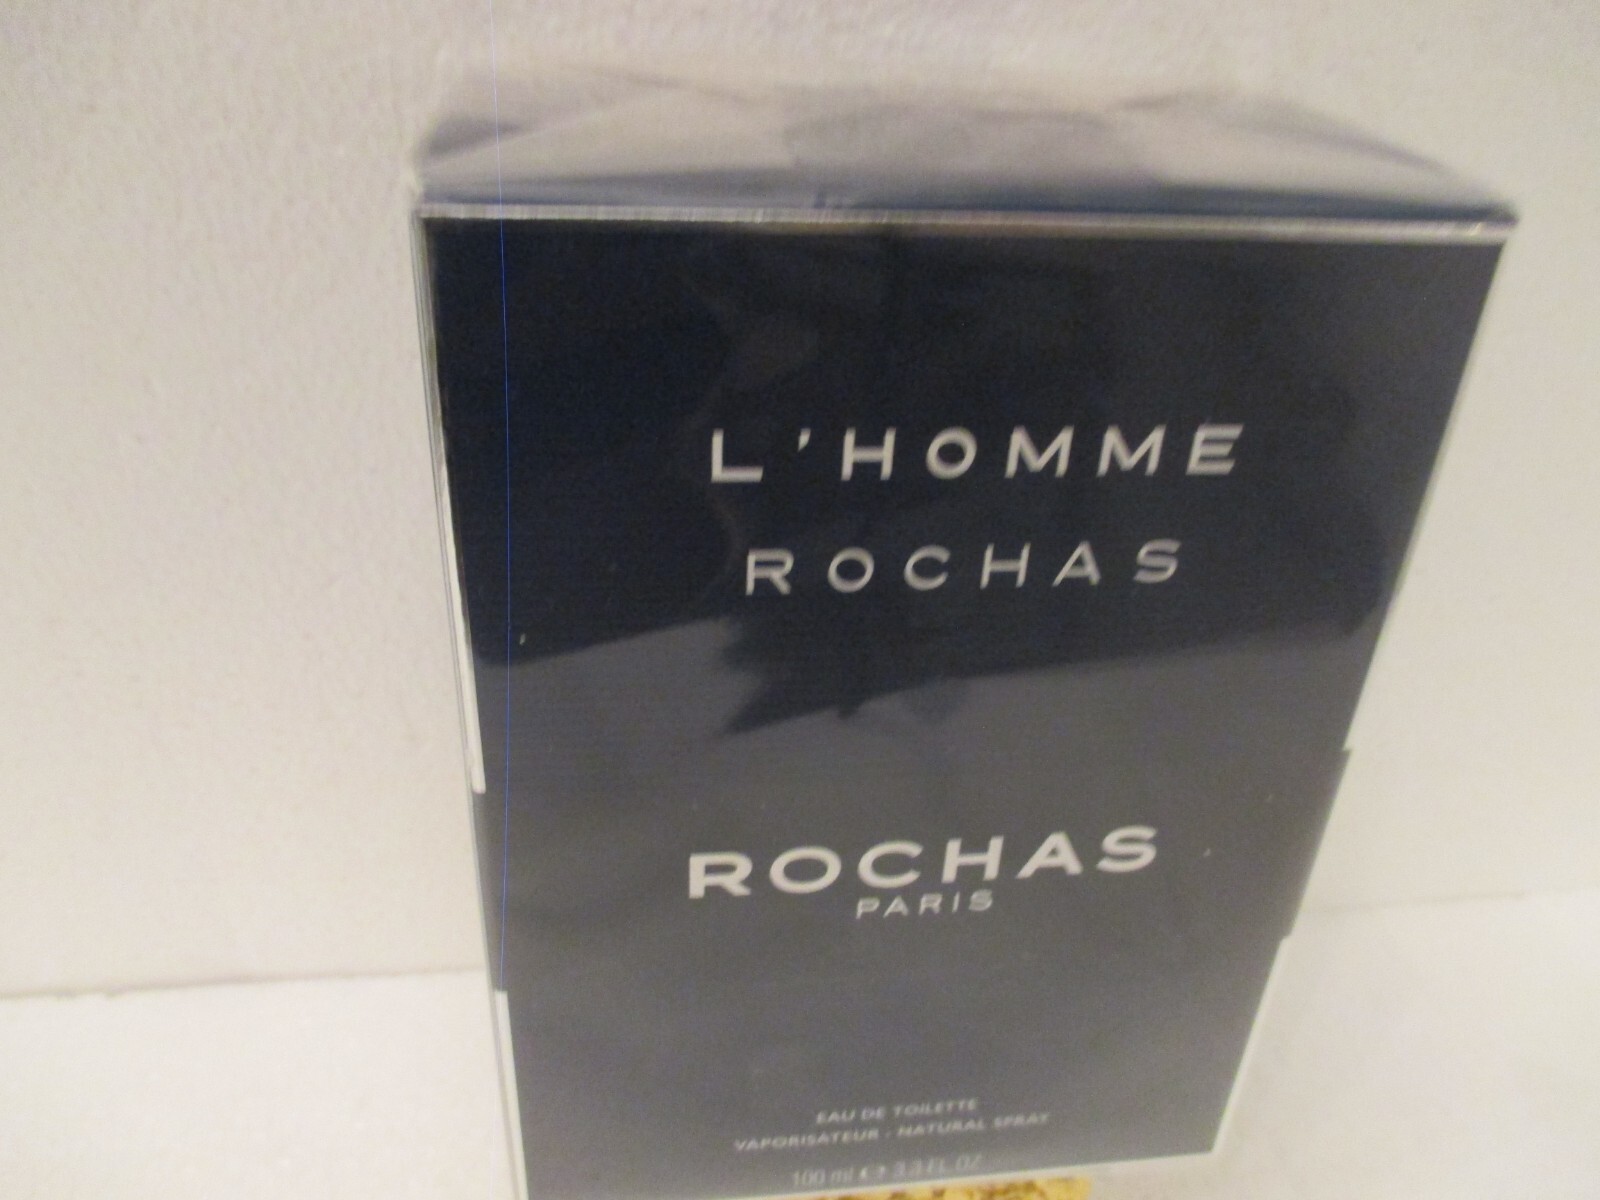 L'HOMME
ROCHAS
ROCHAS
PARIS
EAU DE TOILETTE
VAPORISATEUR - NATURAL SPRAY
100 ml ℮ 3.3 FL OZ